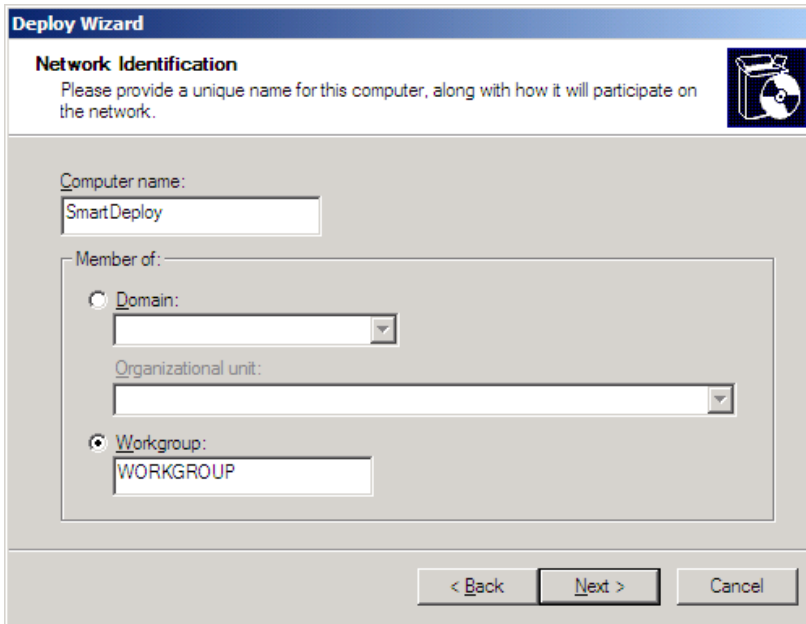 Deploy Wizard
Network Identification
Please provide a unique name for this computer, along with how it will participate on
the network.
Computer name:
SmartDeploy
Member of:
Domain:
Organizational unit:
Workgroup:
WORKGROUP
< Back Next > Cancel